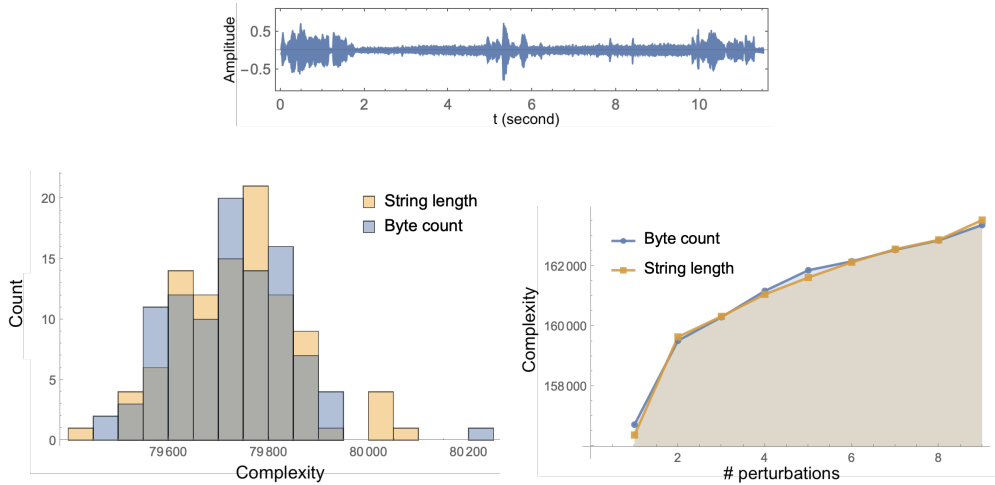 Amplitude
0.5
−0.5
0 2 4 6 8 10
t (second)
Count
20
15
10
5
0
String length
Byte count
79600 79800 80000 80200
Complexity
Complexity
162000
160000
158000
Byte count
String length
2 4 6 8
# perturbations